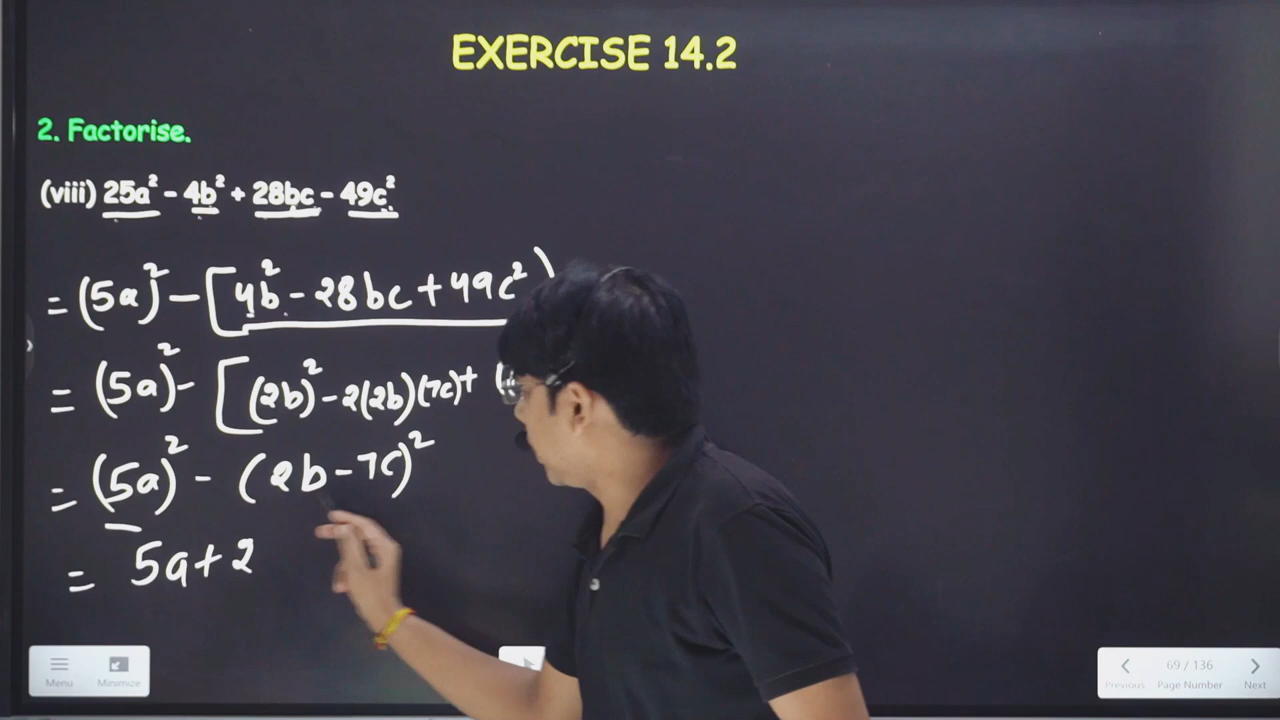 EXERCISE 14.2
2. Factorise.
(viii) 25a² - 4b² + 28bc - 49c²
= (5a)² - [4b² - 28bc + 49c²)
= (5a)² - [(2b)² - 2(2b)(7c) + (
= (5a)² - (2b - 7c)²
= 5a + 2
Menu Minimize
69 / 136
Previous Page Number Next